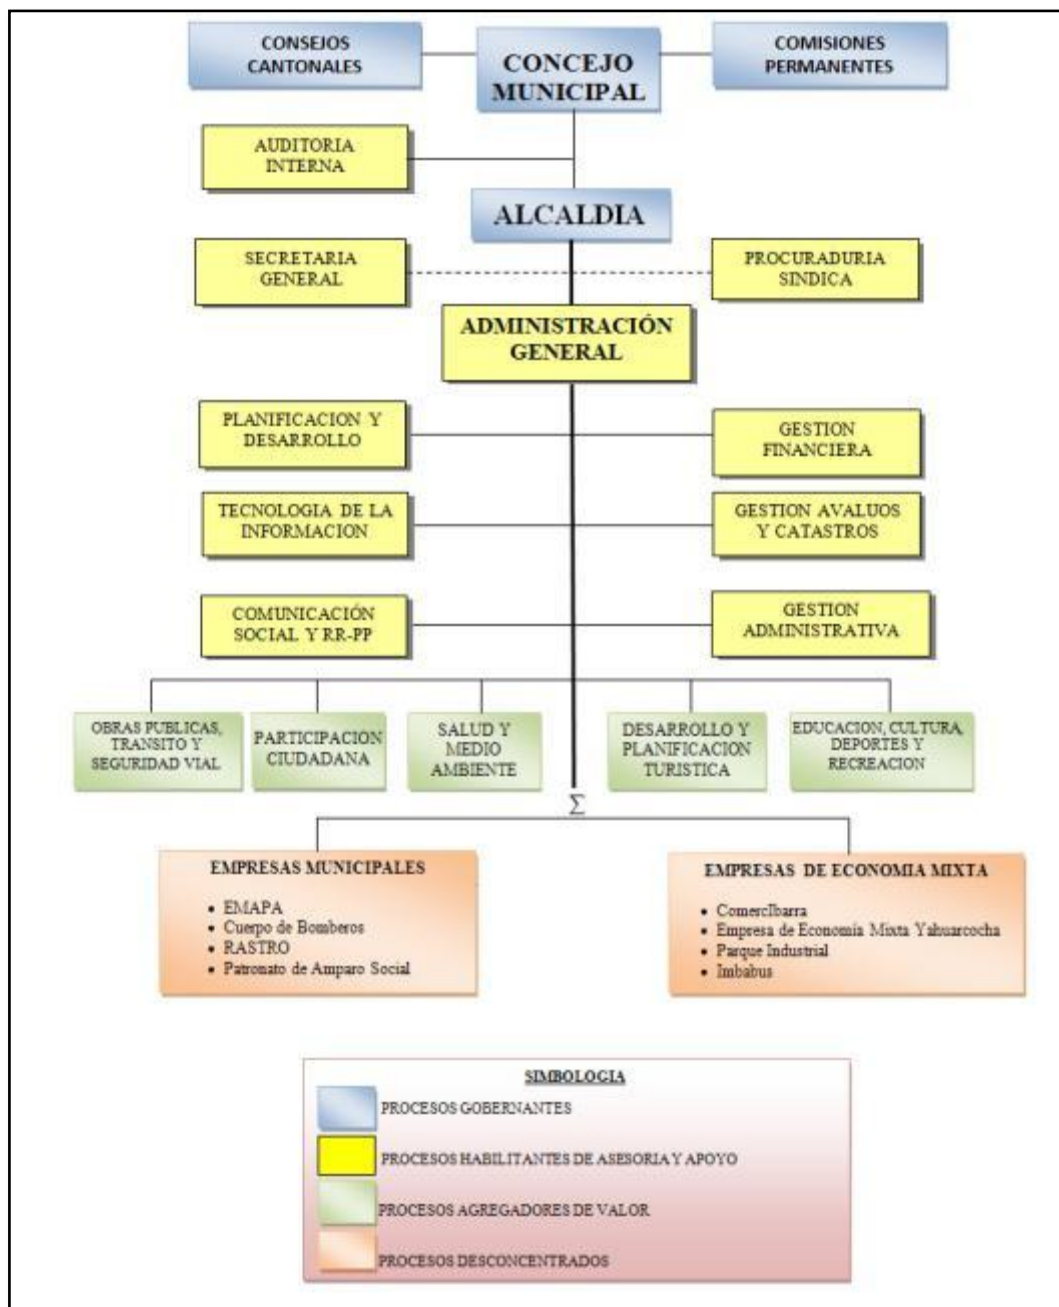 CONSEJOS
CANTONALES
CONCEJO
MUNICIPAL
COMISIONES
PERMANENTES
AUDITORIA
INTERNA
ALCALDIA
SECRETARIA
GENERAL
PROCURADURIA
SINDICA
ADMINISTRACIÓN
GENERAL
PLANIFICACION Y
DESARROLLO
GESTION
FINANCIERA
TECNOLOGIA DE LA
INFORMACION
GESTION AVALUOS
Y CATASTROS
COMUNICACIÓN
SOCIAL Y RR-PP
GESTION
ADMINISTRATIVA
OBRAS PUBLICAS,
TRANSITO Y
SEGURIDAD VIAL
PARTICIPACION
CIUDADANA
SALUD Y
MEDIO
AMBIENTE
DESARROLLO Y
PLANIFICACION
TURISTICA
EDUCACION, CULTURA,
DEPORTES Y
RECREACION
Σ
EMPRESAS MUNICIPALES
• EMAPA
• Cuerpo de Bomberos
• RASTRO
• Patronato de Amparo Social
EMPRESAS DE ECONOMIA MIXTA
• ComercIbarra
• Empresa de Economía Mixta Yahuarcocha
• Parque Industrial
• Imbabus
SIMBOLOGIA
PROCESOS GOBERNANTES
PROCESOS HABILITANTES DE ASESORIA Y APOYO
PROCESOS AGREGADORES DE VALOR
PROCESOS DESCONCENTRADOS